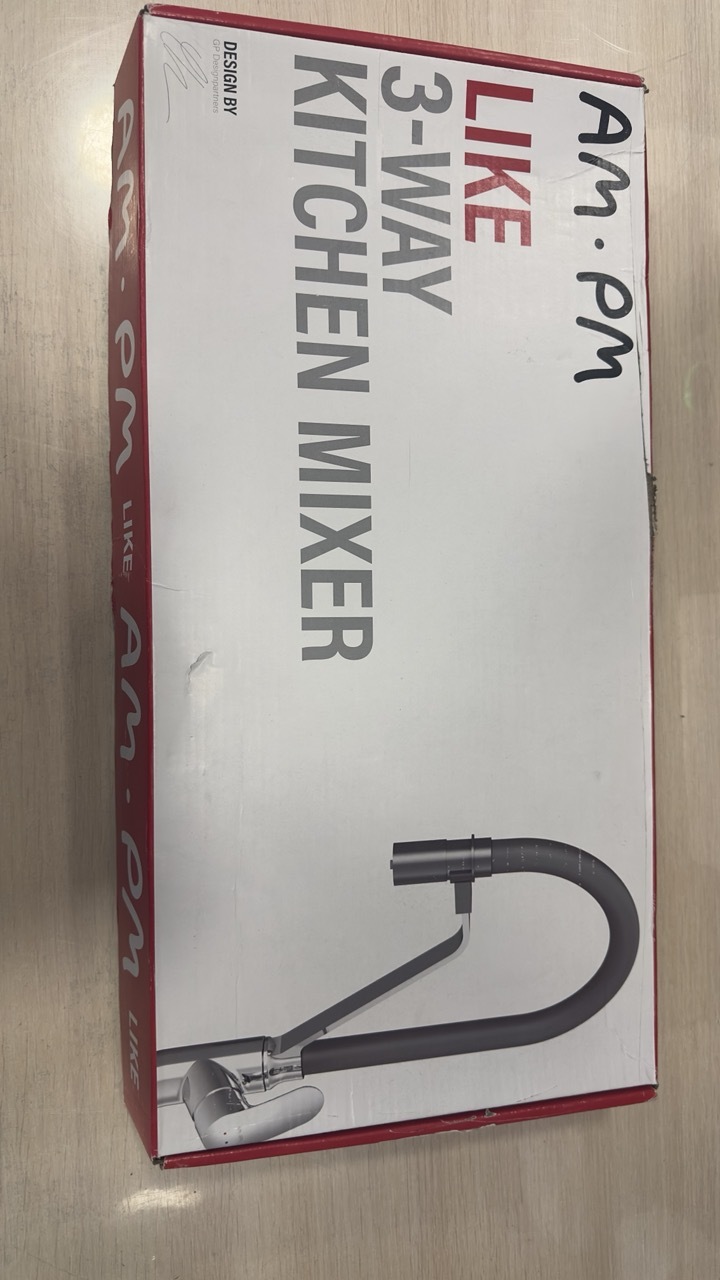 AM.PM
LIKE
3-WAY
KITCHEN MIXER
DESIGN BY
GP Designpartners
AM.PM LIKE AM.PM LIKE